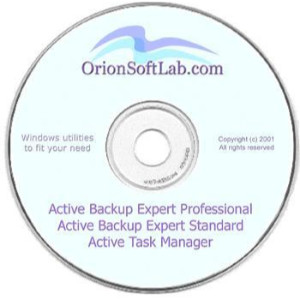 OrionSoftLab.com
Windows utilities
to fit your need
Copyright (c) 2001
All rights reserved
Active Backup Expert Professional
Active Backup Expert Standard
Active Task Manager